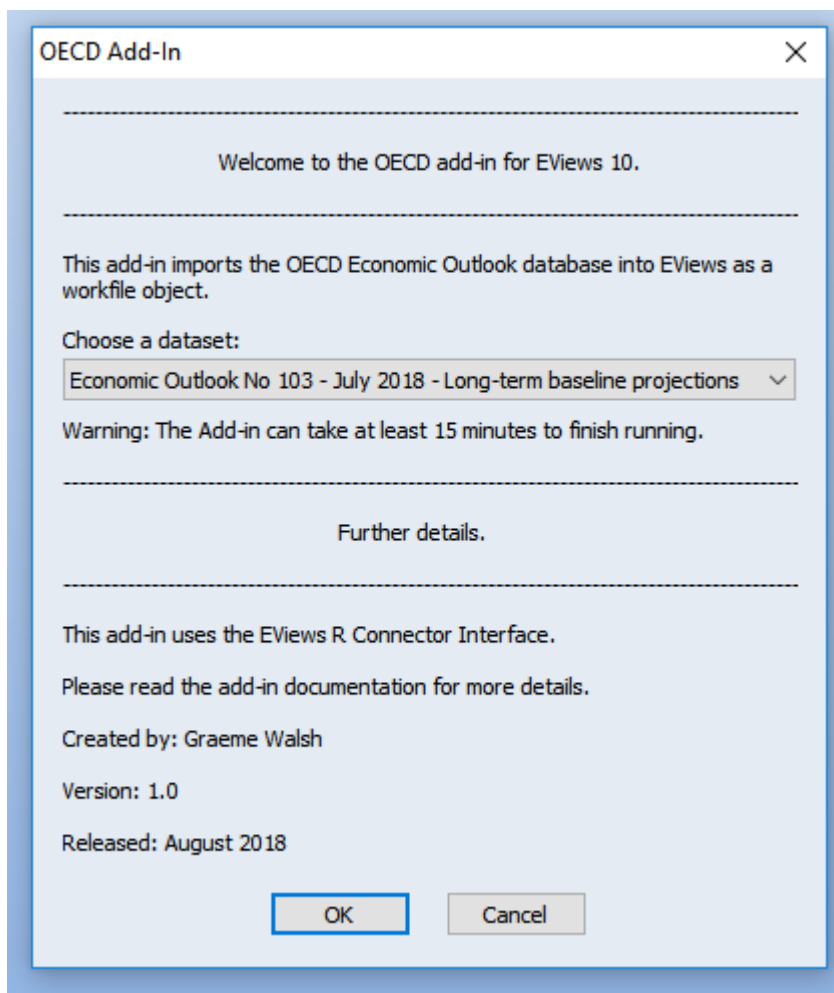 OECD Add-In
Welcome to the OECD add-in for EViews 10.
This add-in imports the OECD Economic Outlook database into EViews as a
workfile object.
Choose a dataset:
Economic Outlook No 103 - July 2018 - Long-term baseline projections
Warning: The Add-in can take at least 15 minutes to finish running.
Further details.
This add-in uses the EViews R Connector Interface.
Please read the add-in documentation for more details.
Created by: Graeme Walsh
Version: 1.0
Released: August 2018
OK
Cancel